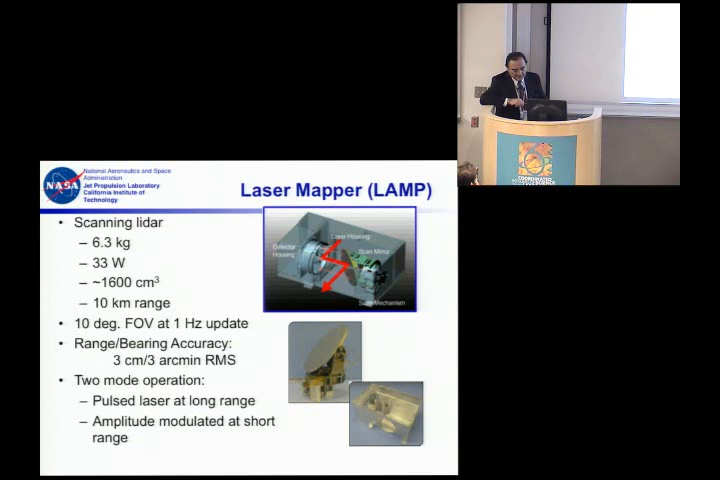 National Aeronautics and Space
Administration
Jet Propulsion Laboratory
California Institute of
Technology
NASA
Laser Mapper (LAMP)
• Scanning lidar
– 6.3 kg
– 33 W
– ~1600 cm³
– 10 km range
• 10 deg. FOV at 1 Hz update
• Range/Bearing Accuracy:
3 cm/3 arcmin RMS
• Two mode operation:
– Pulsed laser at long range
– Amplitude modulated at short
range
Laser Housing
Detector
Housing
Scan Mirror
Scan Mechanism
COORDINATED